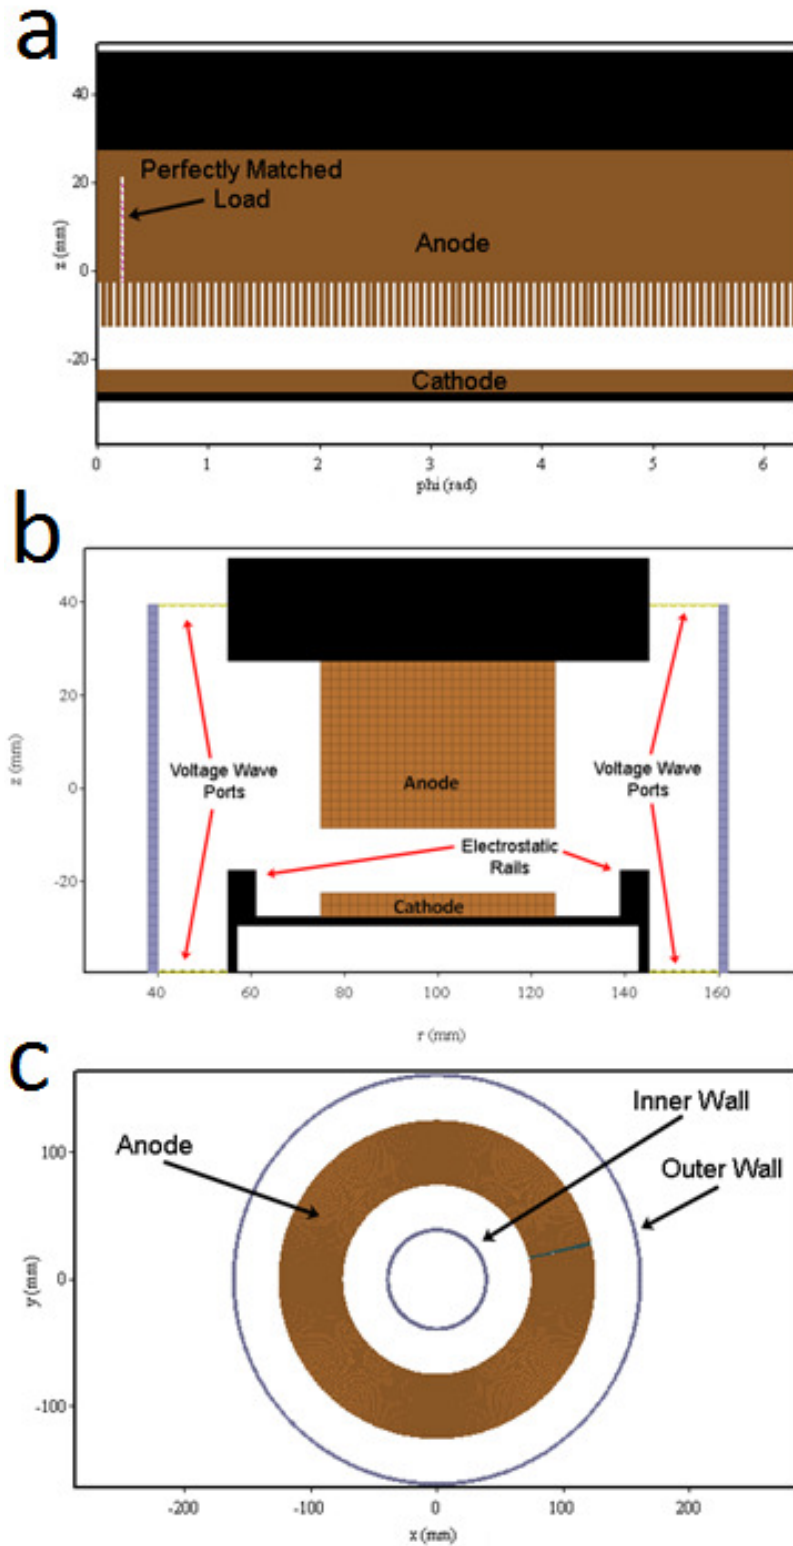 a
40
20
0
-20
z (mm)
Perfectly Matched
Load
Anode
Cathode
0
1
2
3
4
5
6
phi (rad)
b
40
20
0
-20
z (mm)
Voltage Wave
Ports
Anode
Voltage Wave
Ports
Electrostatic
Rails
Cathode
40
60
80
100
120
140
160
r (mm)
c
100
0
-100
y (mm)
Anode
Inner Wall
Outer Wall
-200
-100
0
100
200
x (mm)